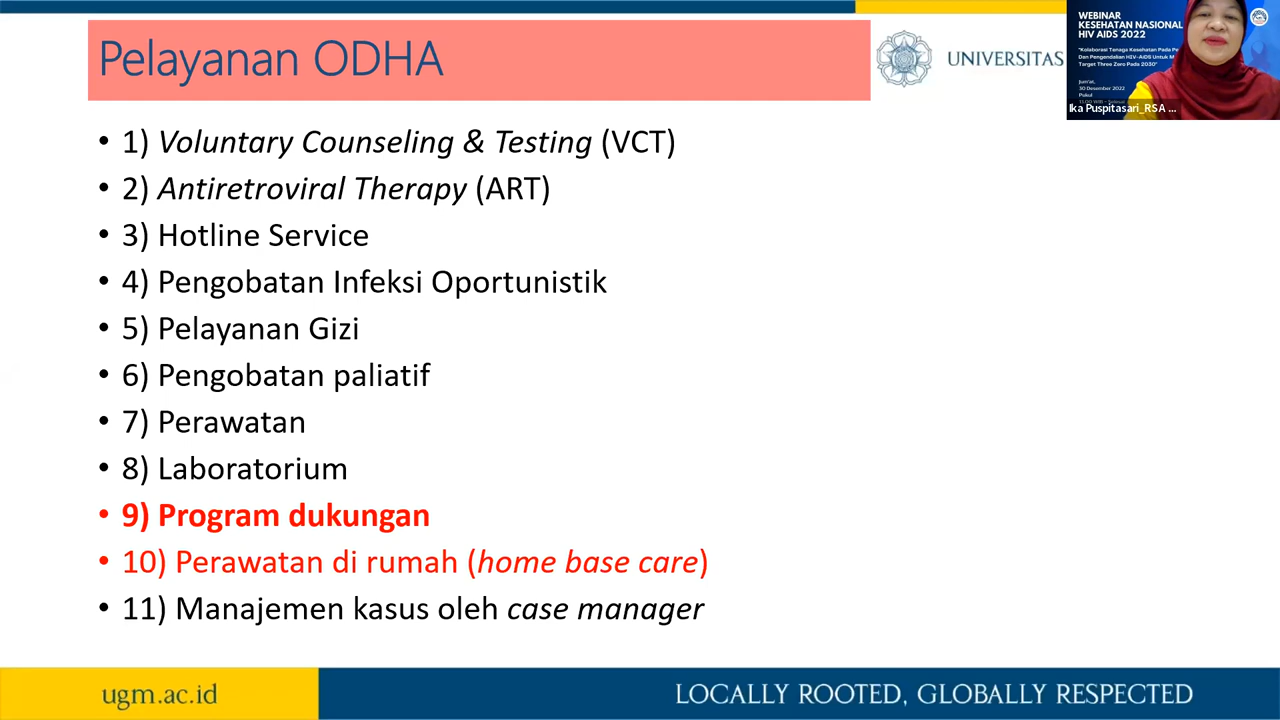 Pelayanan ODHA
UNIVERSITAS
WEBINAR
KESEHATAN NASIONAL
HIV AIDS 2022
"Kolaborasi Tenaga Kesehatan Pada
Dan Pengendalian HIV-AIDS Untuk
Target Three Zero Pada 2030"
Jum'at,
30 Desember 2022
Pukul
Ika Puspitasari_RSA ...
• 1) Voluntary Counseling & Testing (VCT)
• 2) Antiretroviral Therapy (ART)
• 3) Hotline Service
• 4) Pengobatan Infeksi Oportunistik
• 5) Pelayanan Gizi
• 6) Pengobatan paliatif
• 7) Perawatan
• 8) Laboratorium
• 9) Program dukungan
• 10) Perawatan di rumah (home base care)
• 11) Manajemen kasus oleh case manager
ugm.ac.id
LOCALLY ROOTED, GLOBALLY RESPECTED